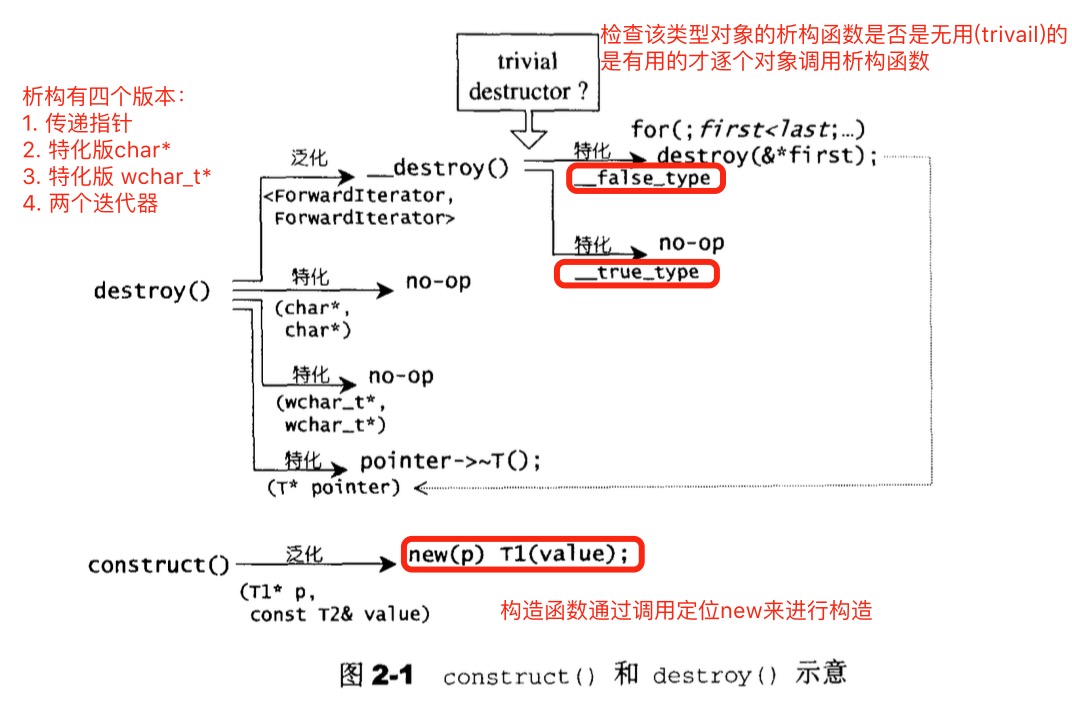 检查该类型对象的析构函数是否是无用(trivail)的
是有用的才逐个对象调用析构函数
trivial
destructor ?
析构有四个版本：
1. 传递指针
2. 特化版char*
3. 特化版 wchar_t*
4. 两个迭代器
for(;first<last;…)
泛化
__destroy()
特化
destroy(&*first);
__false_type
<ForwardIterator,
ForwardIterator>
特化
no-op
__true_type
destroy()
特化
no-op
(char*,
char*)
特化
no-op
(wchar_t*,
wchar_t*)
特化
pointer->~T();
(T* pointer)
construct()
泛化
new(p) T1(value);
(T1* p,
const T2& value)
构造函数通过调用定位new来进行构造
图 2-1 construct() 和 destroy() 示意